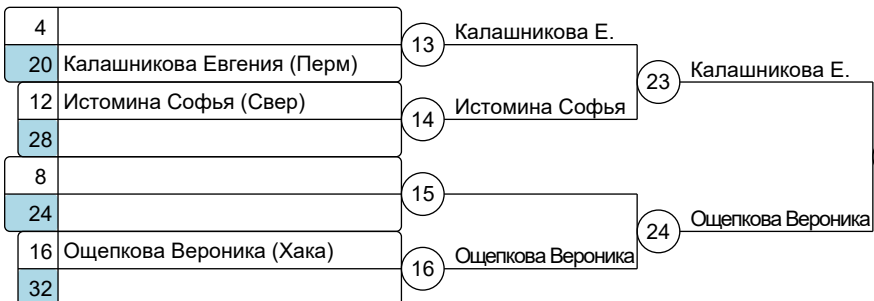 4
13 Калашникова Е.
20 Калашникова Евгения (Перм)
23 Калашникова Е.
12 Истомина Софья (Свер)
14 Истомина Софья
28
8
15
24
24 Ощепкова Вероника
16 Ощепкова Вероника (Хака)
16 Ощепкова Вероника
32